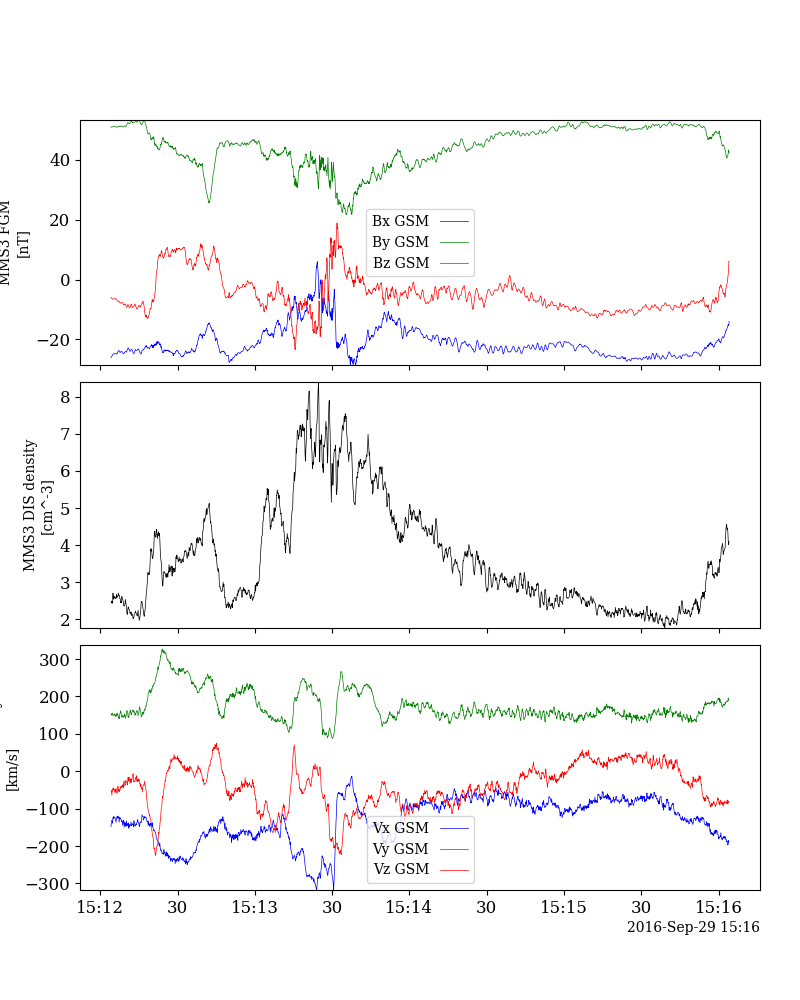 MMS3 FGM
[nT]
40
20
0
−20
Bx GSM
By GSM
Bz GSM
MMS3 DIS density
[cm^-3]
8
7
6
5
4
3
2
[km/s]
300
200
100
0
−100
−200
−300
Vx GSM
Vy GSM
Vz GSM
15:12 30 15:13 30 15:14 30 15:15 30 15:16
2016-Sep-29 15:16